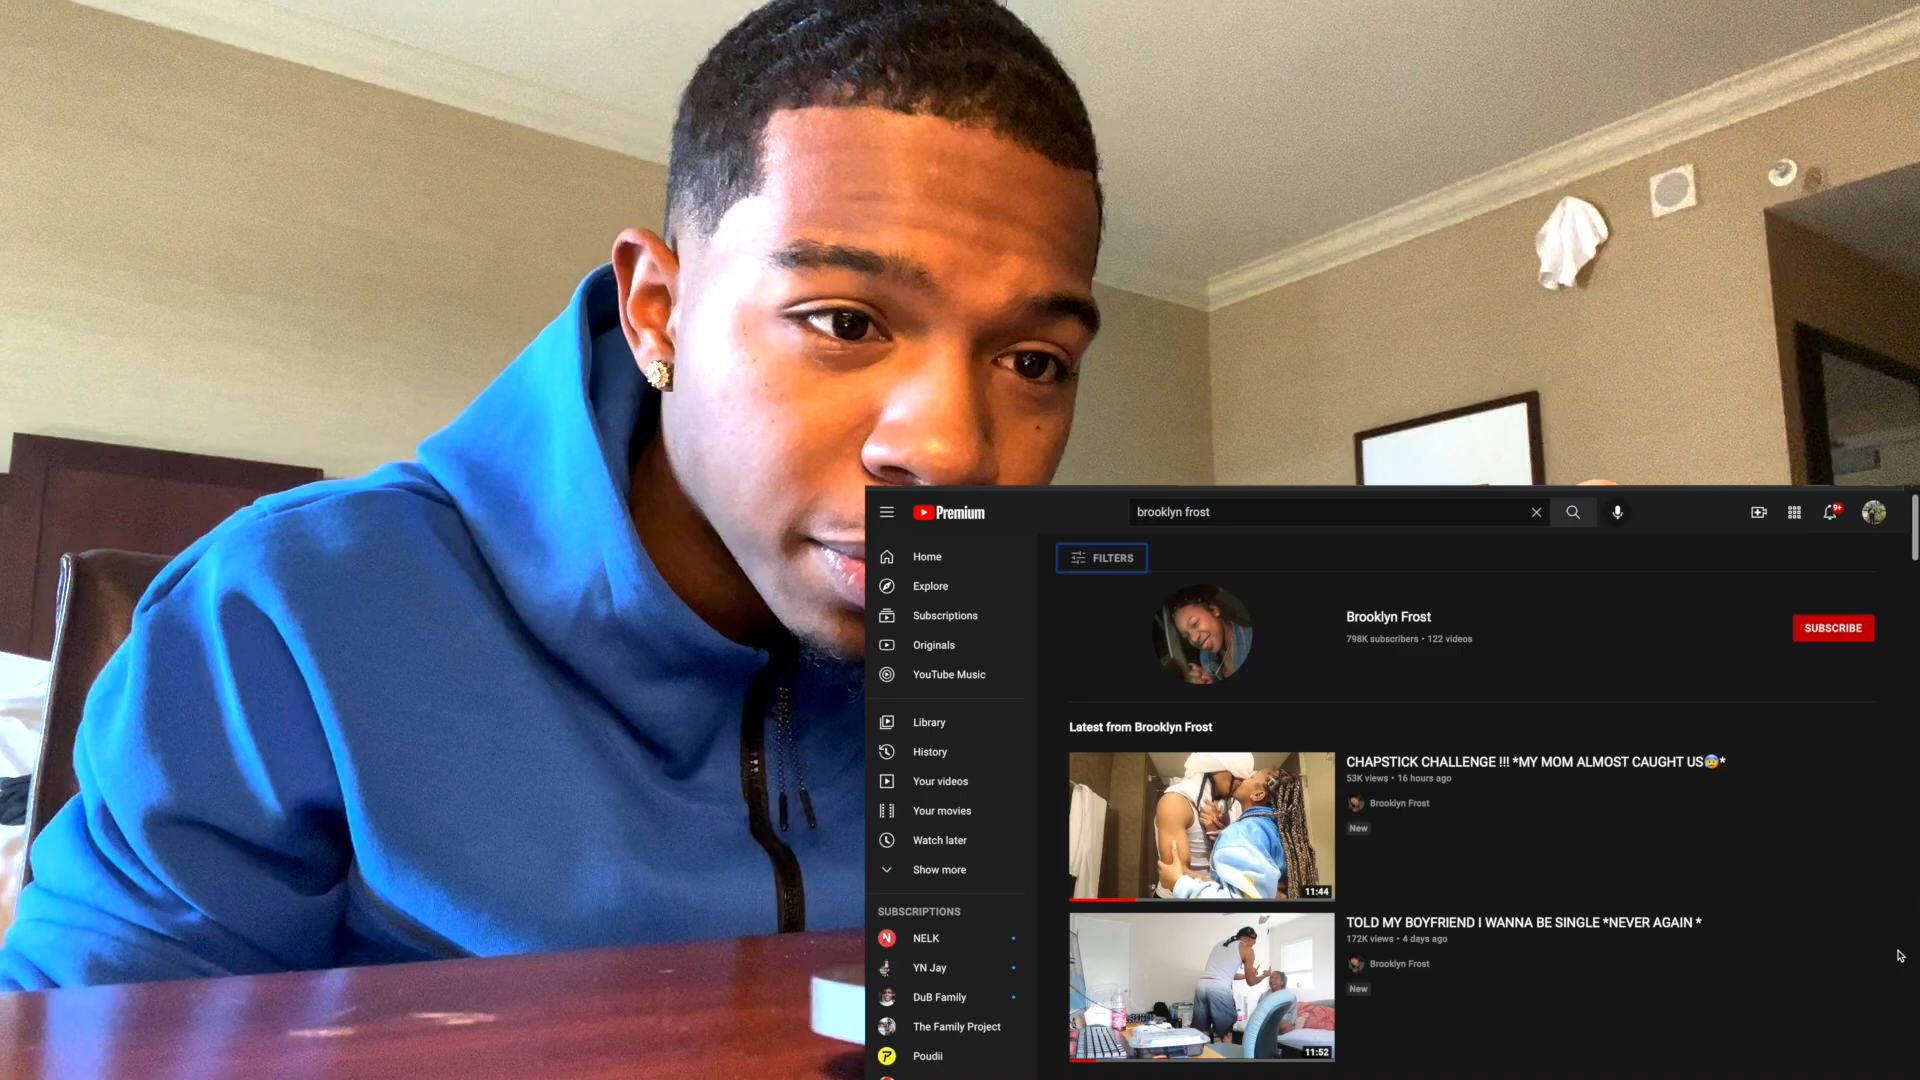 Premium
brooklyn frost
9+
Home
Explore
Subscriptions
Originals
YouTube Music
Library
History
Your videos
Your movies
Watch later
Show more
SUBSCRIPTIONS
NELK
YN Jay
DuB Family
The Family Project
Poudii
FILTERS
Brooklyn Frost
798K subscribers • 122 videos
SUBSCRIBE
Latest from Brooklyn Frost
11:44
CHAPSTICK CHALLENGE !!! *MY MOM ALMOST CAUGHT US😰*
53K views • 16 hours ago
Brooklyn Frost
New
11:52
TOLD MY BOYFRIEND I WANNA BE SINGLE *NEVER AGAIN *
172K views • 4 days ago
Brooklyn Frost
New